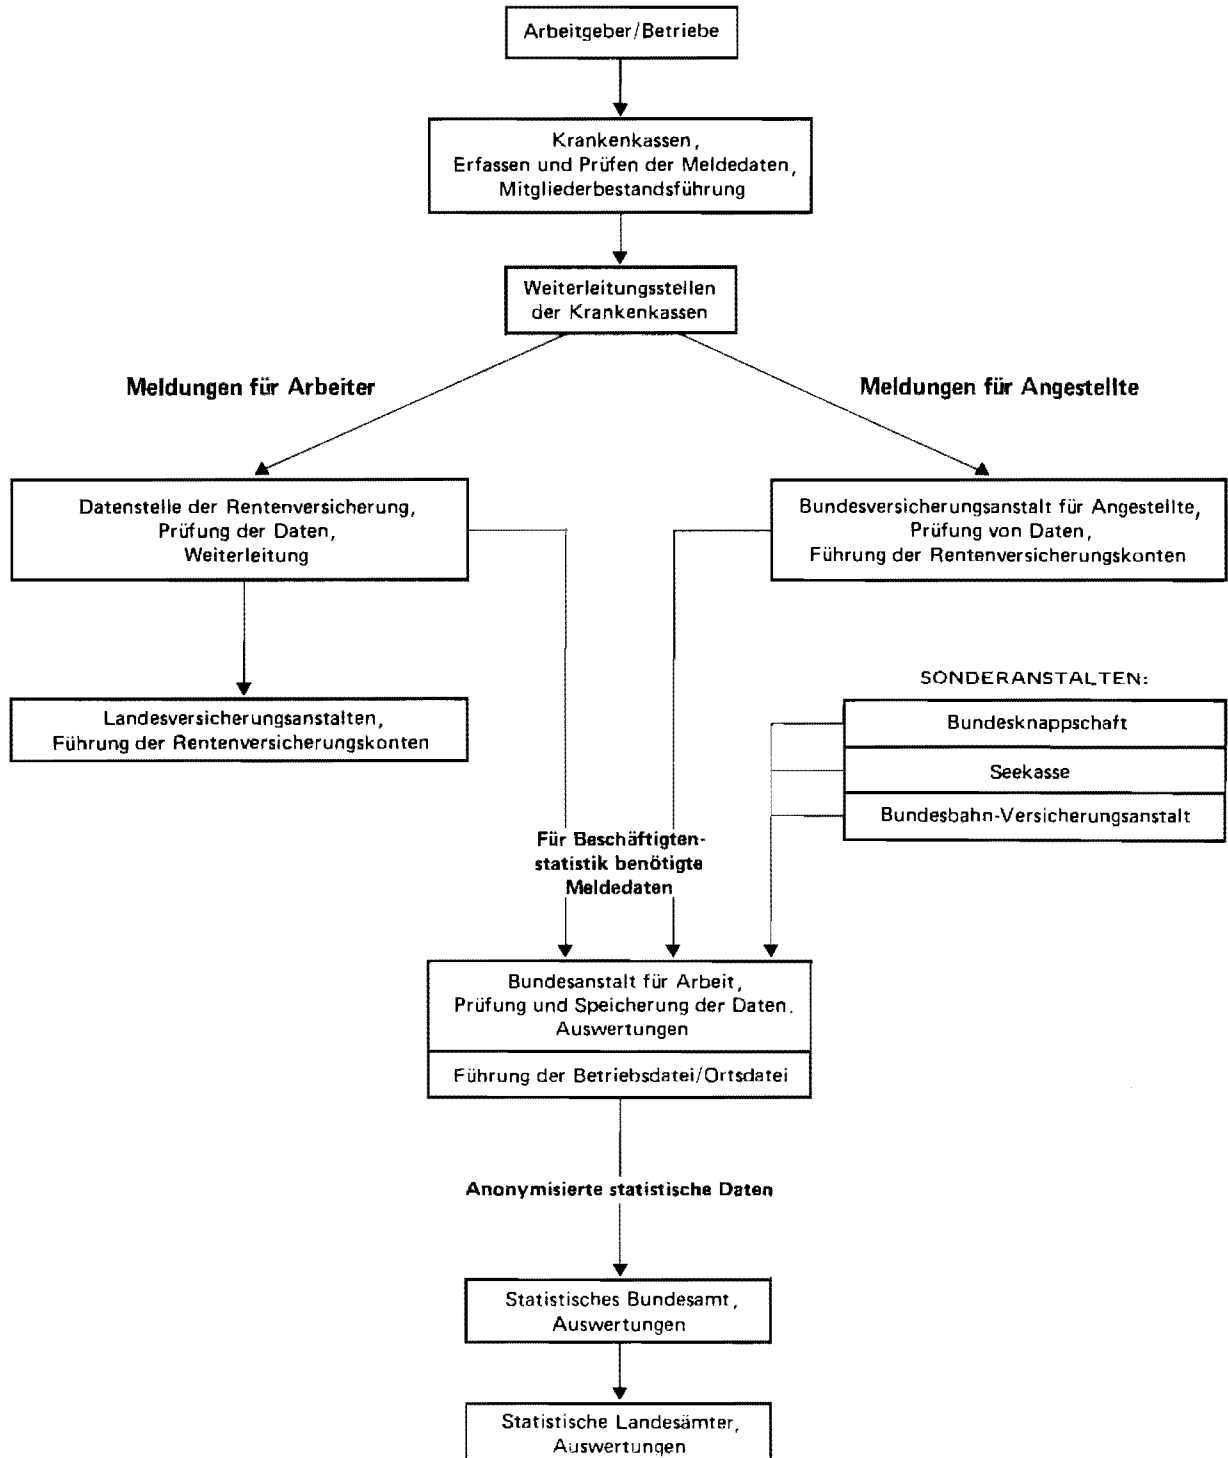 Arbeitgeber/Betriebe
Krankenkassen,
Erfassen und Prüfen der Meldedaten,
Mitgliederbestandsführung
Weiterleitungsstellen
der Krankenkassen
Meldungen für Arbeiter
Meldungen für Angestellte
Datenstelle der Rentenversicherung,
Prüfung der Daten,
Weiterleitung
Bundesversicherungsanstalt für Angestellte,
Prüfung von Daten,
Führung der Rentenversicherungskonten
Landesversicherungsanstalten,
Führung der Rentenversicherungskonten
SONDERANSTALTEN:
Bundesknappschaft
Seekasse
Bundesbahn-Versicherungsanstalt
Für Beschäftigten-
statistik benötigte
Meldedaten
Bundesanstalt für Arbeit,
Prüfung und Speicherung der Daten.
Auswertungen
Führung der Betriebsdatei/Ortsdatei
Anonymisierte statistische Daten
Statistisches Bundesamt,
Auswertungen
Statistische Landesämter,
Auswertungen